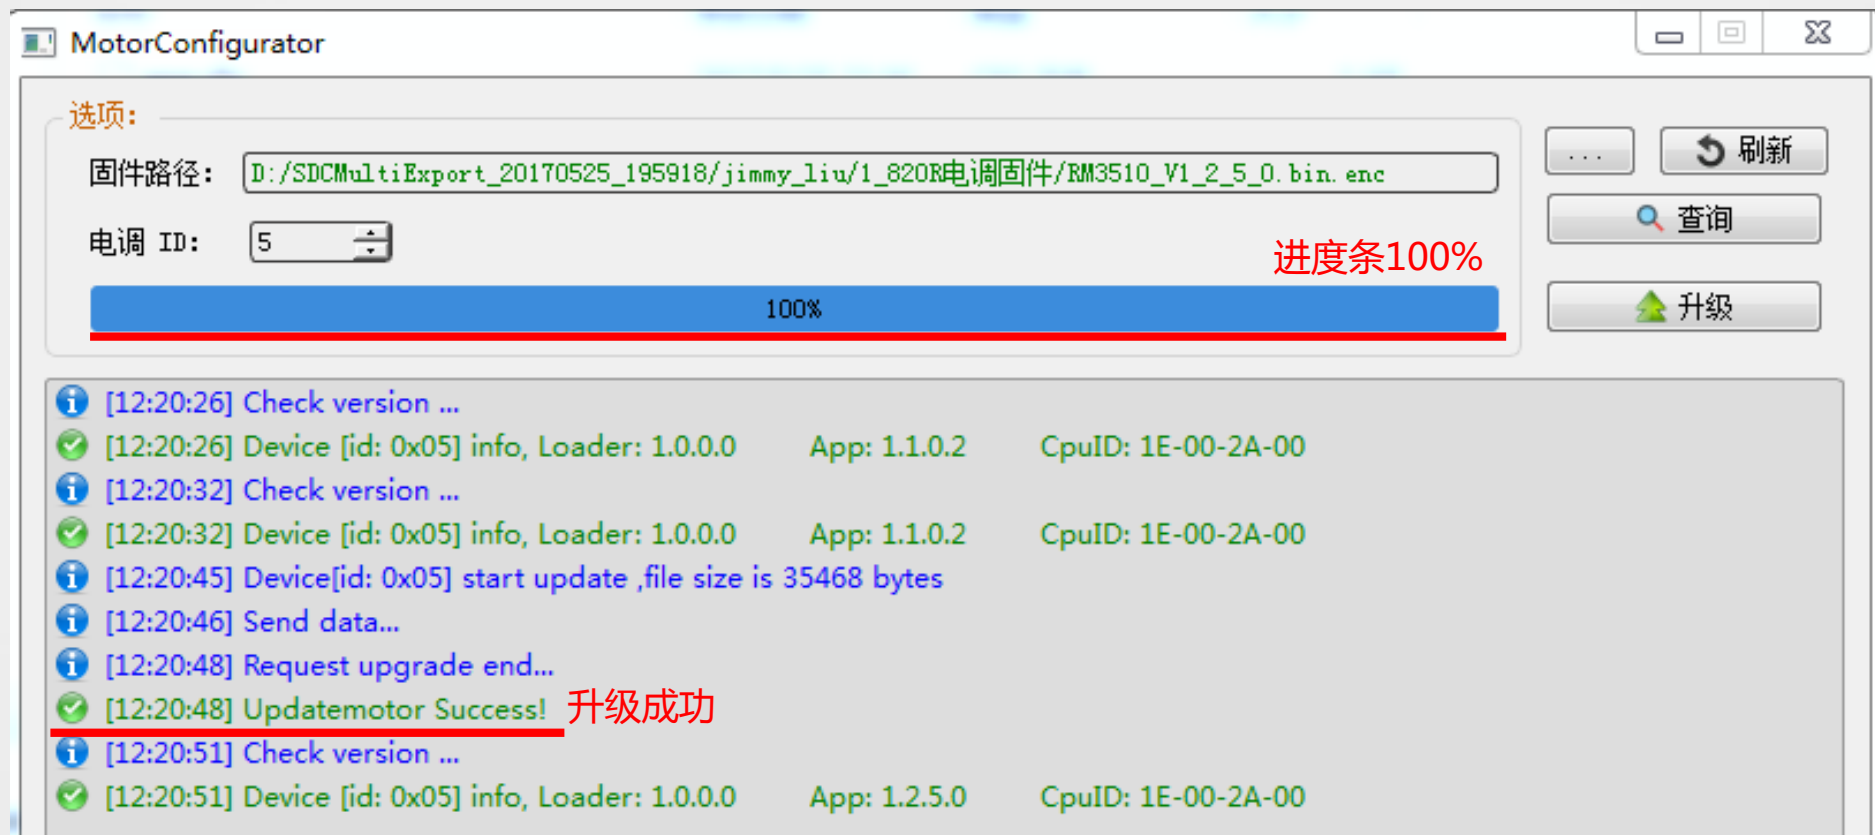 MotorConfigurator
选项:
固件路径: D:/SDCMultiExport_20170525_195918/jimmy_liu/1_820R电调固件/RM3510_V1_2_5_0.bin.enc ... 刷新
查询
电调 ID: 5
进度条100%
100%
升级
[12:20:26] Check version ...
[12:20:26] Device [id: 0x05] info, Loader: 1.0.0.0 App: 1.1.0.2 CpuID: 1E-00-2A-00
[12:20:32] Check version ...
[12:20:32] Device [id: 0x05] info, Loader: 1.0.0.0 App: 1.1.0.2 CpuID: 1E-00-2A-00
[12:20:45] Device[id: 0x05] start update ,file size is 35468 bytes
[12:20:46] Send data...
[12:20:48] Request upgrade end...
[12:20:48] Updatemotor Success! 升级成功
[12:20:51] Check version ...
[12:20:51] Device [id: 0x05] info, Loader: 1.0.0.0 App: 1.2.5.0 CpuID: 1E-00-2A-00